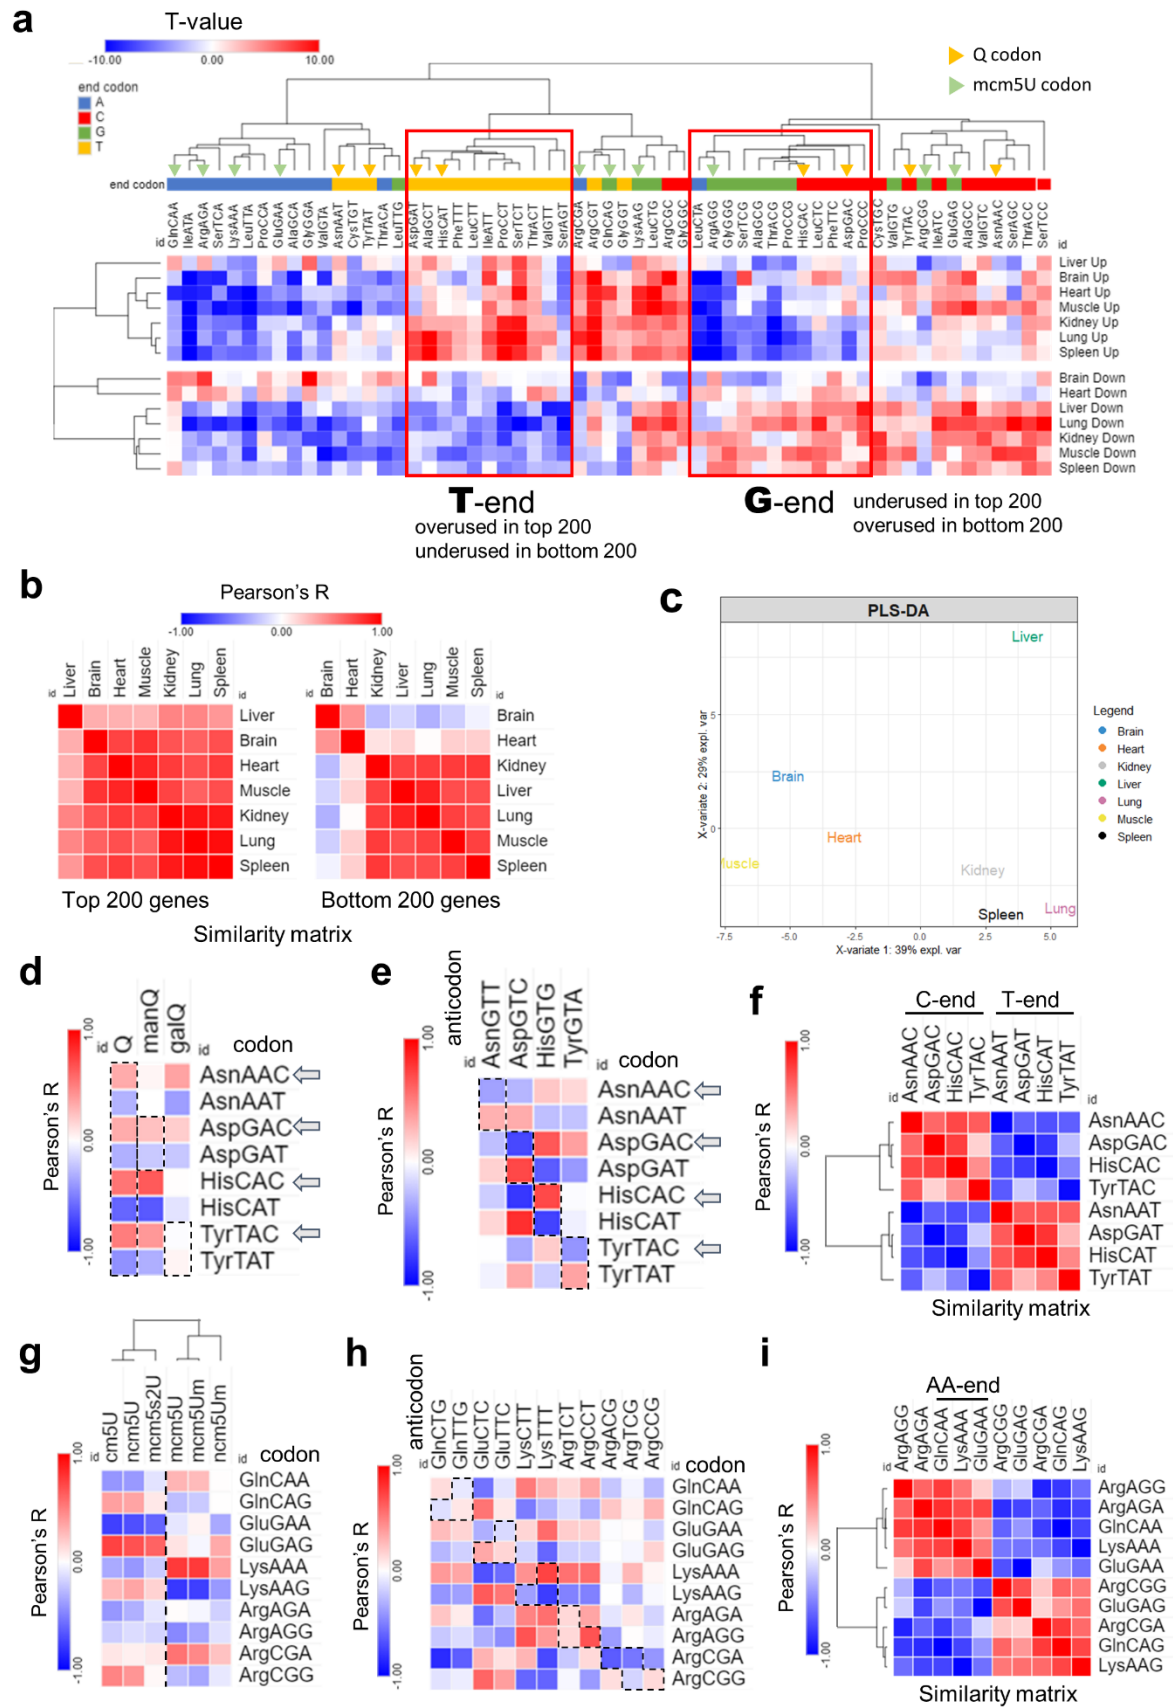 a
T-value
-10.00 0.00 10.00
Q codon
mcm5U codon
end codon
A
C
G
T
end codon
id GlnCAA IleATA ArgAGA SerTCA LysAAA LeuTTA ProCCA GluGAA AlaGCA GlyGGA ValGTA AsnAAT CysTGT TyrTAT ThrACA LeuTTG AspGAT AlaGCT HisCAT PheTTT LeuCTT IleATT ProCCT SerTCT ThrACT ValGTT SerAGT ArgCGA ArgCGT GlnCAG GlyGGT LysAAG LeuCTG ArgCGC GlyGGC LeuCTA ArgAGG GlyGGG SerTCG AlaGCG ThrACG ProCCG HisCAC LeuCTC PheTTC AspGAC CysTGC ValGTG TyrTAC ArgCGG IleATC GluGAG AlaGCC ValGTC AsnAAC SerAGC ThrACC SerTCC id
Liver Up
Brain Up
Heart Up
Muscle Up
Kidney Up
Lung Up
Spleen Up
Brain Down
Heart Down
Liver Down
Lung Down
Kidney Down
Muscle Down
Spleen Down
T-end
overused in top 200
underused in bottom 200
G-end
underused in top 200
overused in bottom 200
b
Pearson's R
-1.00 0.00 1.00
id Liver Brain Heart Muscle Kidney Lung Spleen id
Liver
Brain
Heart
Muscle
Kidney
Lung
Spleen
Top 200 genes
id Brain Heart Kidney Liver Lung Muscle Spleen id
Brain
Heart
Kidney
Liver
Lung
Muscle
Spleen
Bottom 200 genes
Similarity matrix
c
PLS-DA
Liver
Brain
Heart
Kidney
Spleen
Lung
X-variate 2: 29% expl. var
5
0
-7.5 -5.0 -2.5 0.0 2.5 5.0
X-variate 1: 39% expl. var
Legend
Brain
Heart
Kidney
Liver
Lung
Muscle
Spleen
d
Pearson's R
1.00
0.00
-1.00
id Q manQ galQ id codon
AsnAAC
AsnAAT
AspGAC
AspGAT
HisCAC
HisCAT
TyrTAC
TyrTAT
e
anticodon
Pearson's R
1.00
0.00
-1.00
id AsnGTT AspGTC HisGTG TyrGTA id codon
AsnAAC
AsnAAT
AspGAC
AspGAT
HisCAC
HisCAT
TyrTAC
TyrTAT
f
C-end T-end
Pearson's R
1.00
0.00
-1.00
id AsnAAC AspGAC HisCAC TyrTAC AsnAAT AspGAT HisCAT TyrTAT id
AsnAAC
AspGAC
HisCAC
TyrTAC
AsnAAT
AspGAT
HisCAT
TyrTAT
Similarity matrix
g
Pearson's R
1.00
0.00
-1.00
id cm5U ncm5U mcm5s2U mcm5U mcm5Um ncm5Um id codon
GlnCAA
GlnCAG
GluGAA
GluGAG
LysAAA
LysAAG
ArgAGA
ArgAGG
ArgCGA
ArgCGG
h
anticodon
Pearson's R
1.00
0.00
-1.00
id GlnCTG GlnTTG GluCTC GluTTC LysCTT LysTTT ArgTCT ArgCCT ArgACG ArgTCG ArgCCG id codon
GlnCAA
GlnCAG
GluGAA
GluGAG
LysAAA
LysAAG
ArgAGA
ArgAGG
ArgCGA
ArgCGG
i
AA-end
Pearson's R
1.00
0.00
-1.00
id ArgAGG ArgAGA GlnCAA LysAAA GluGAA ArgCGG GluGAG ArgCGA GlnCAG LysAAG id
ArgAGG
ArgAGA
GlnCAA
LysAAA
GluGAA
ArgCGG
GluGAG
ArgCGA
GlnCAG
LysAAG
Similarity matrix